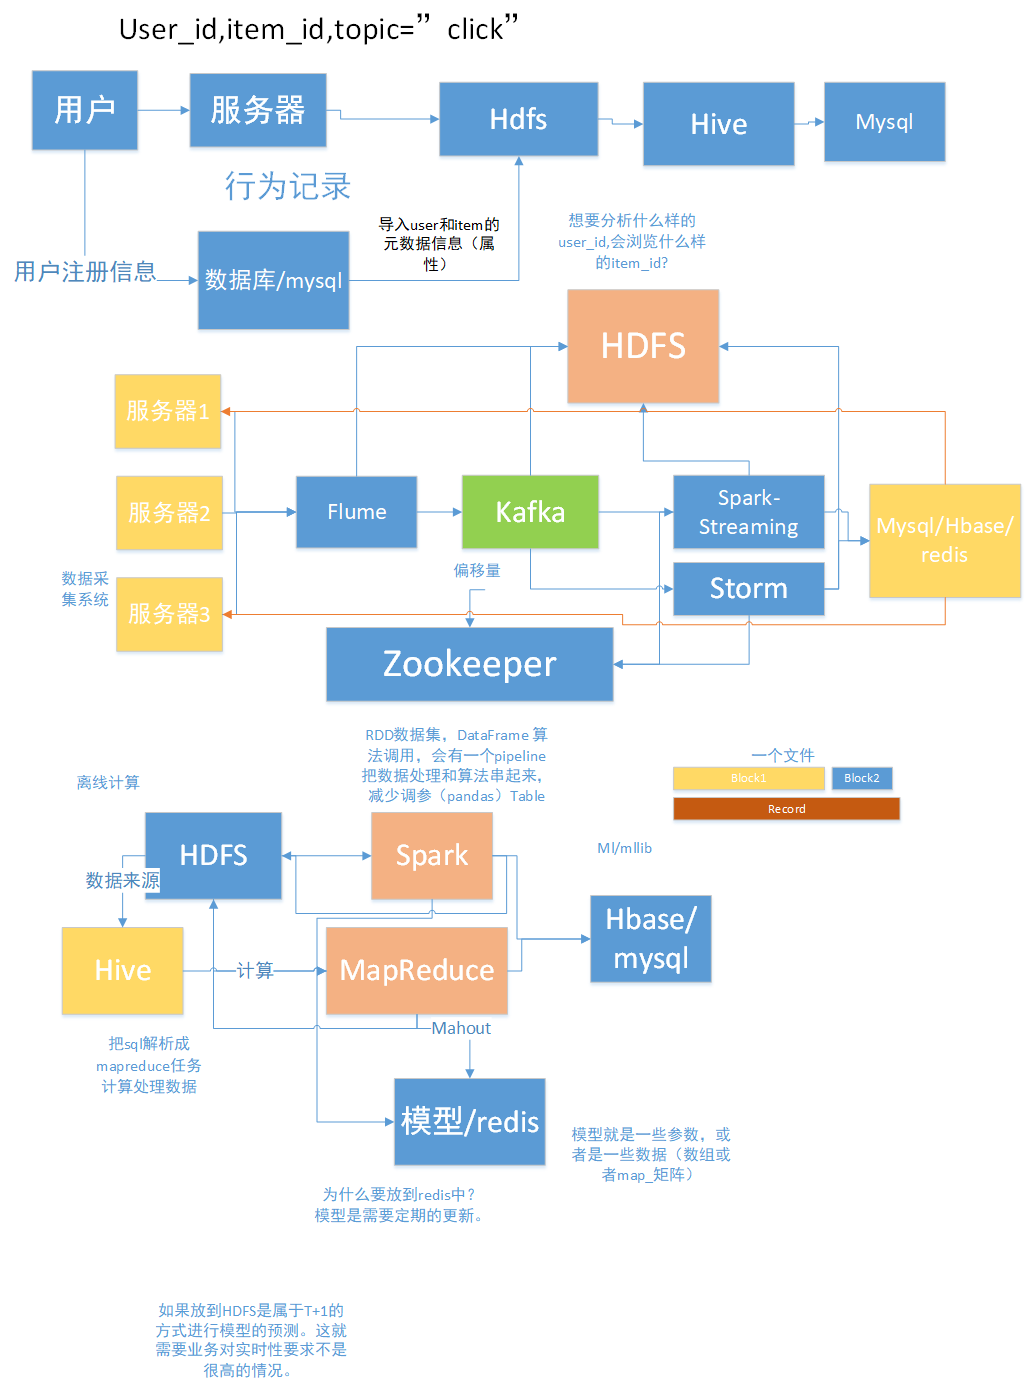 User_id,item_id,topic=”click”
用户
服务器
Hdfs
Hive
Mysql
行为记录
用户注册信息
数据库/mysql
导入user和item的
元数据信息（属
性）
想要分析什么样的
user_id,会浏览什么样
的item_id?
HDFS
服务器1
服务器2
服务器3
数据采
集系统
Flume
Kafka
偏移量
Spark-
Streaming
Storm
Mysql/Hbase/
redis
Zookeeper
RDD数据集，DataFrame 算
法调用，会有一个pipeline
把数据处理和算法串起来，
减少调参（pandas）Table
一个文件
Block1
Block2
Record
离线计算
HDFS
Spark
Ml/mllib
数据来源
Hive
计算
MapReduce
Hbase/
mysql
把sql解析成
mapreduce任务
计算处理数据
Mahout
模型/redis
模型就是一些参数，或
者是一些数据（数组或
者map_矩阵）
为什么要放到redis中？
模型是需要定期的更新。
如果放到HDFS是属于T+1的
方式进行模型的预测。这就
需要业务对实时性要求不是
很高的情况。